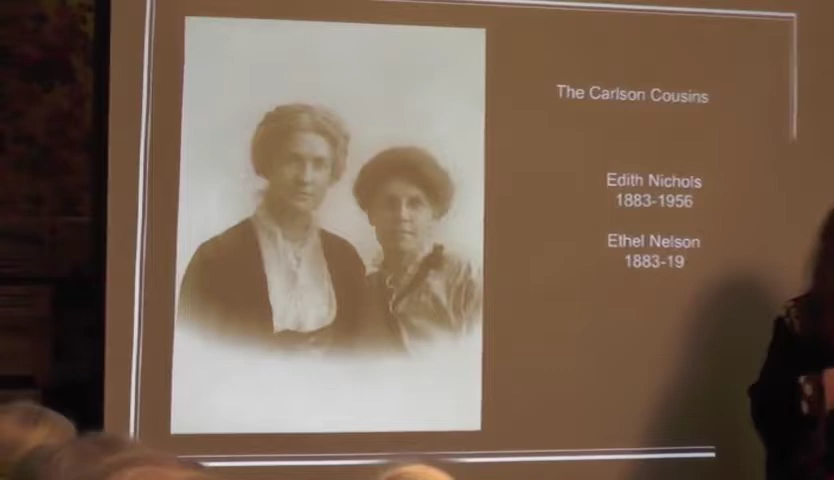 The Carlson Cousins
Edith Nichols
1883-1956
Ethel Nelson
1883-19